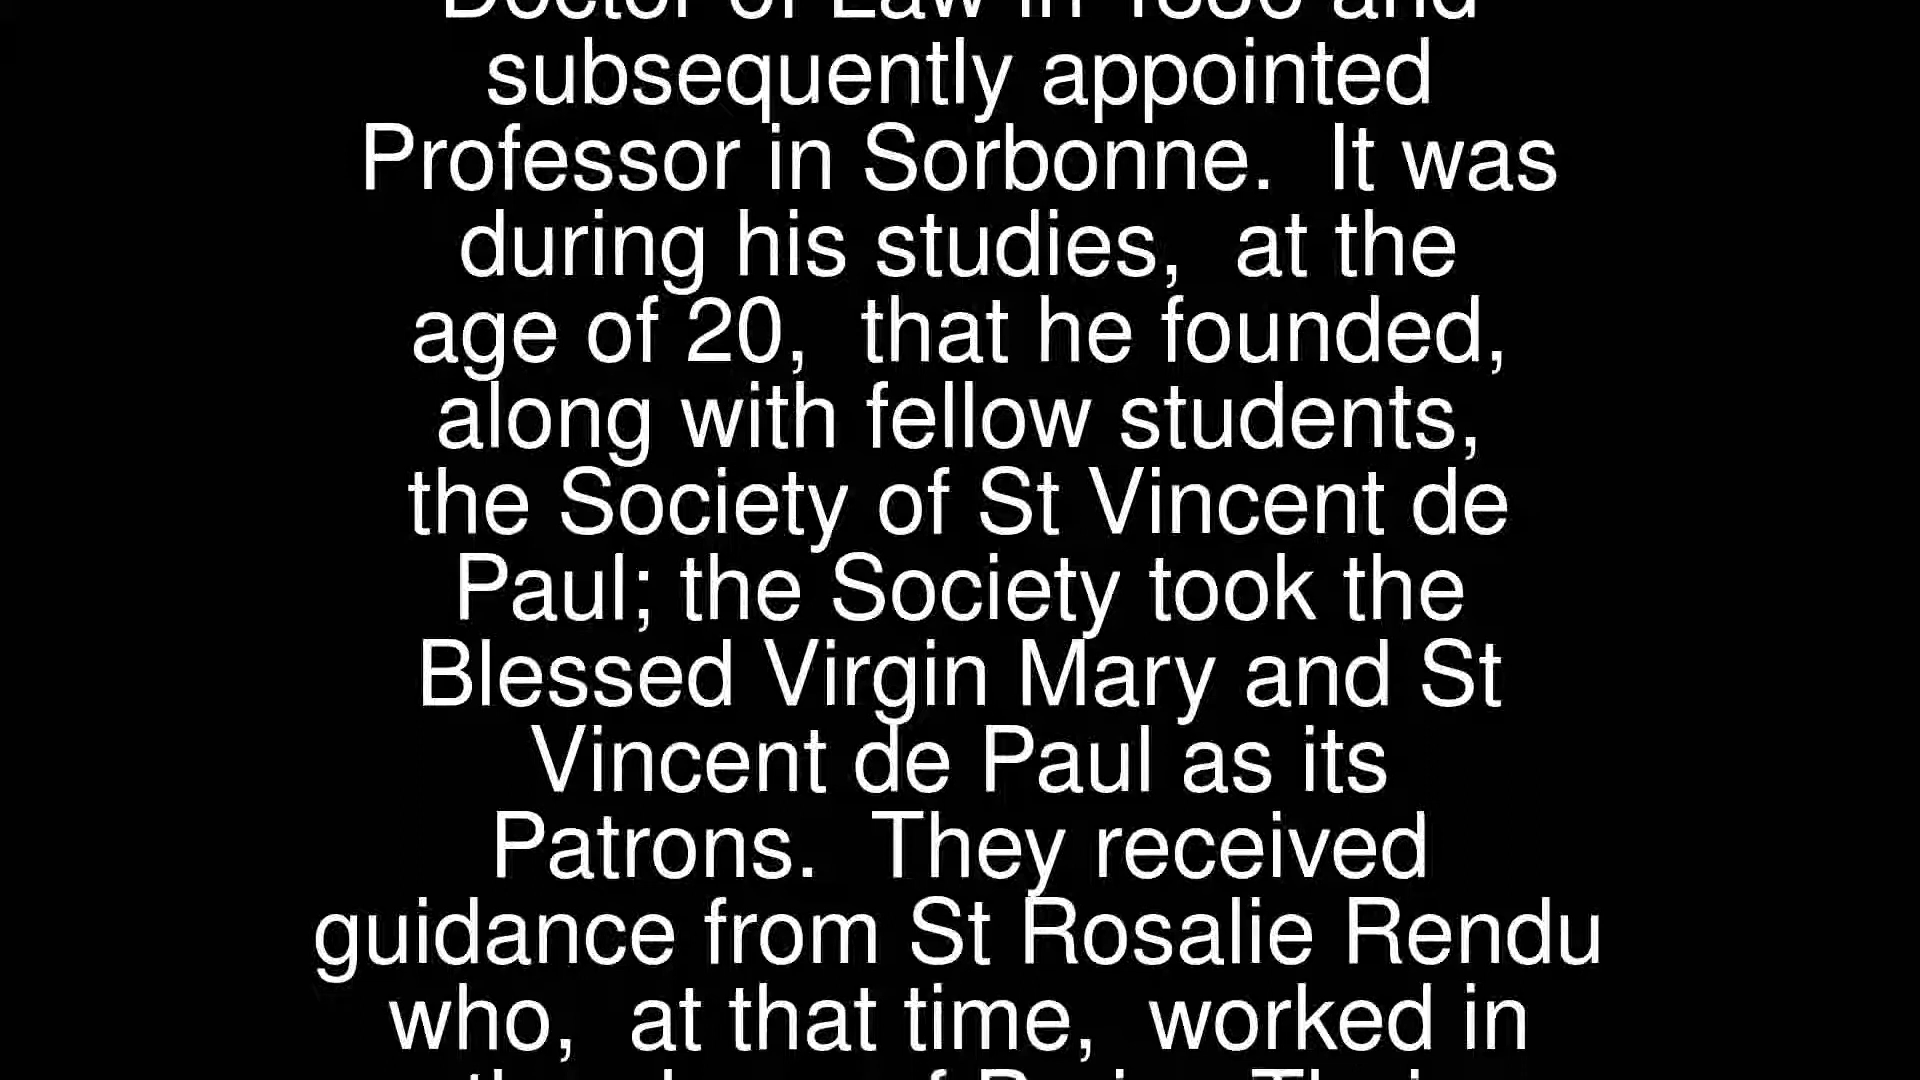 Doctor of Law in 1836 and
subsequently appointed
Professor in Sorbonne.  It was
during his studies,  at the
age of 20,  that he founded,
along with fellow students,
the Society of St Vincent de
Paul; the Society took the
Blessed Virgin Mary and St
Vincent de Paul as its
Patrons.  They received
guidance from St Rosalie Rendu
who,  at that time,  worked in